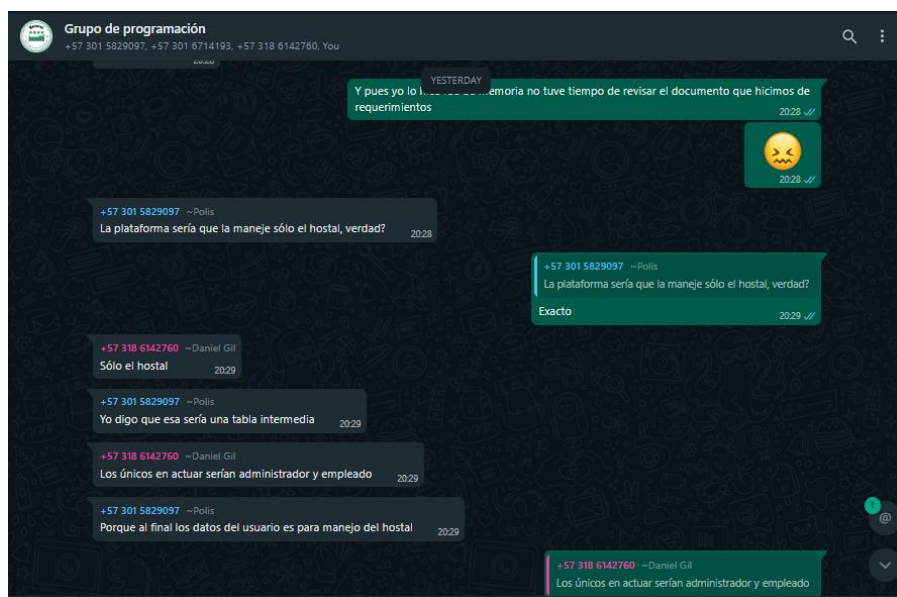 Grupo de programación
+57 301 5829097, +57 301 6714193, +57 318 6142760, You
YESTERDAY
Y pues yo lo memoria no tuve tiempo de revisar el documento que hicimos de
requerimientos
20:28
20:28
+57 301 5829097 ~Polis
La plataforma sería que la maneje sólo el hostal, verdad?
20:28
+57 301 5829097 ~Polis
La plataforma sería que la maneje sólo el hostal, verdad?
Exacto
20:29
+57 318 6142760 ~Daniel Gil
Sólo el hostal
20:29
+57 301 5829097 ~Polis
Yo digo que esa sería una tabla intermedia
20:29
+57 318 6142760 ~Daniel Gil
Los únicos en actuar serían administrador y empleado
20:29
+57 301 5829097 ~Polis
Porque al final los datos del usuario es para manejo del hostal
20:29
1
@
+57 318 6142760 ~Daniel Gil
Los únicos en actuar serían administrador y empleado